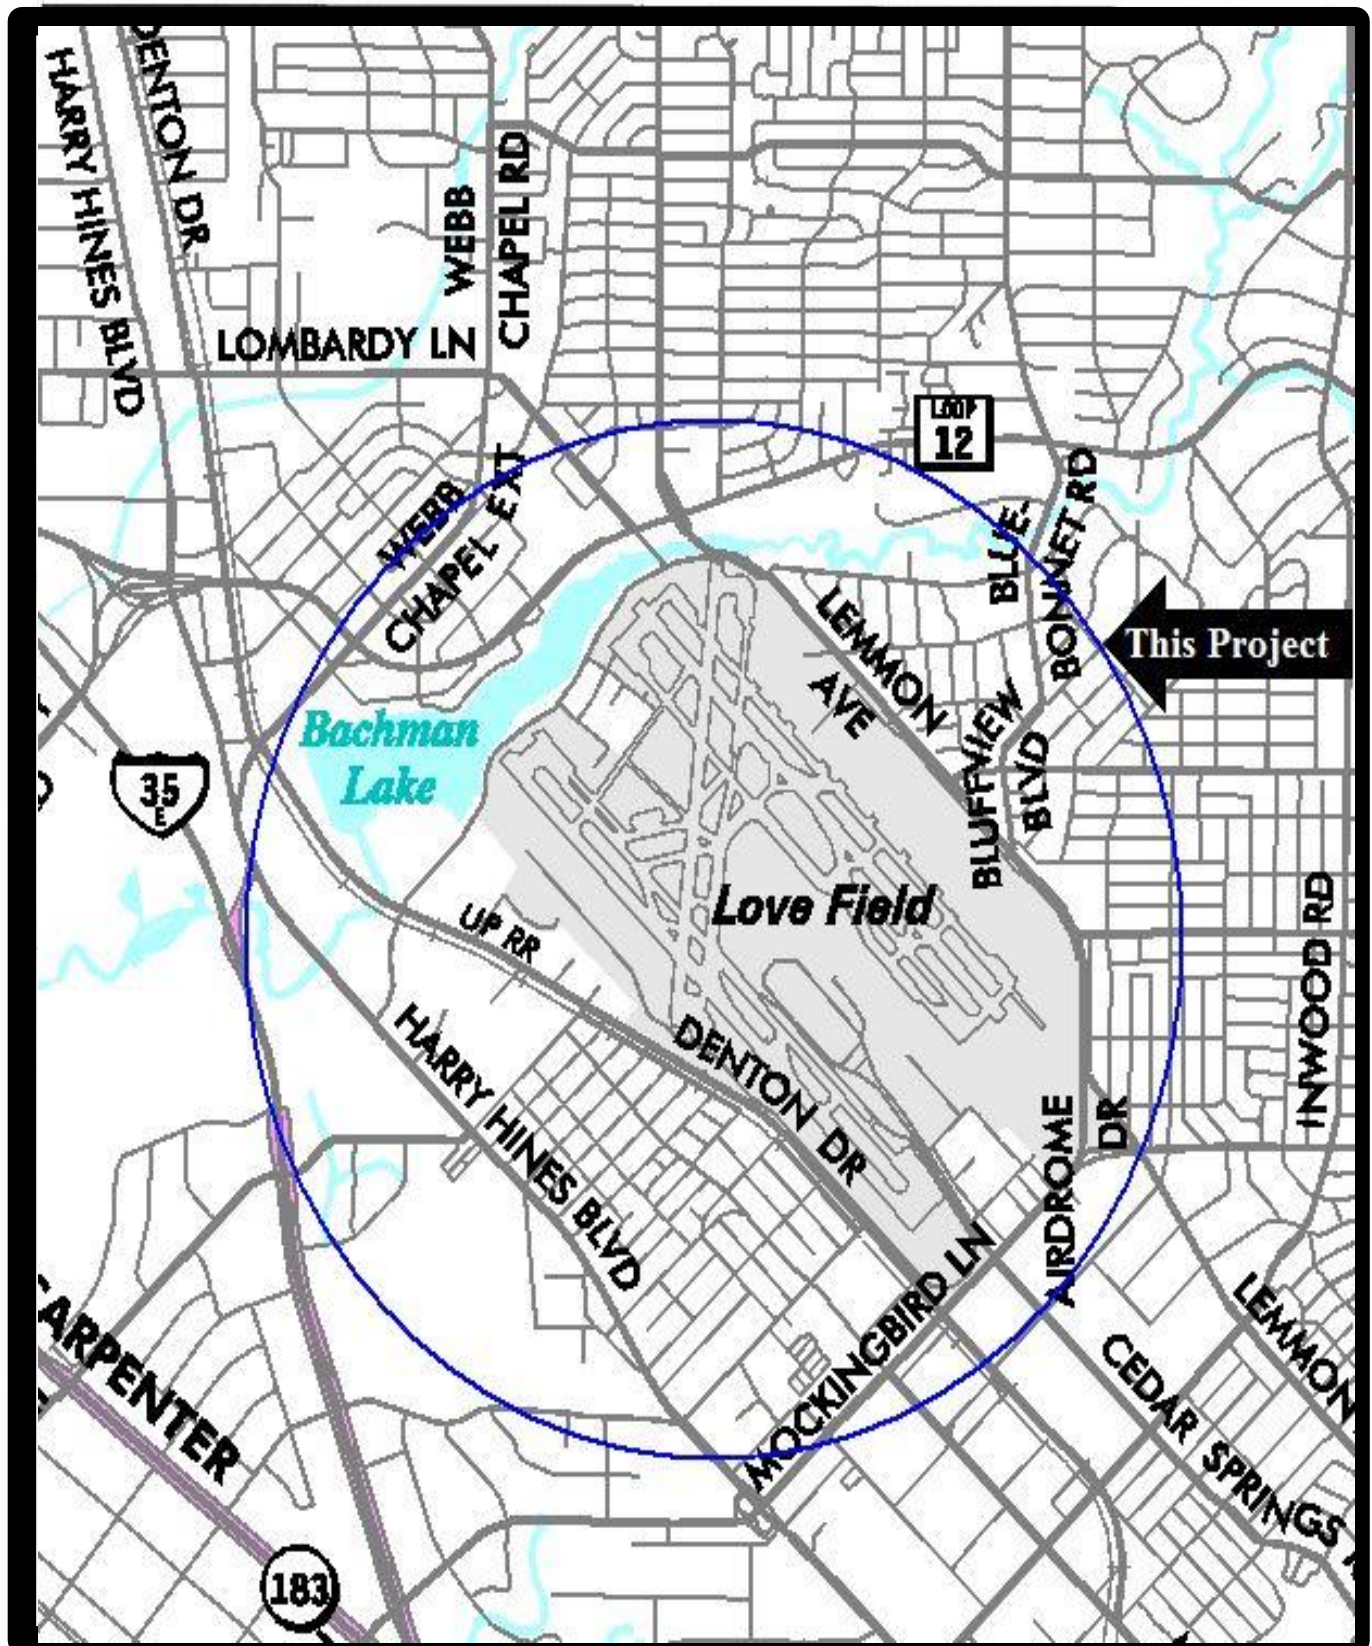 HARRY HINES BLVD
DENTON DR
WEBB
CHAPEL RD
LOMBARDY LN
LOOP
12
WEBB
CHAPEL EXT
BLUE-
BONNET RD
This Project
LEMMON
AVE
BLUFFVIEW
BLVD
Bachman
Lake
35
E
Love Field
UP RR
INWOOD RD
HARRY HINES BLVD
DENTON DR
AIRDROME
DR
MOCKINGBIRD LN
LEMMON
CEDAR SPRINGS
CARPENTER
183